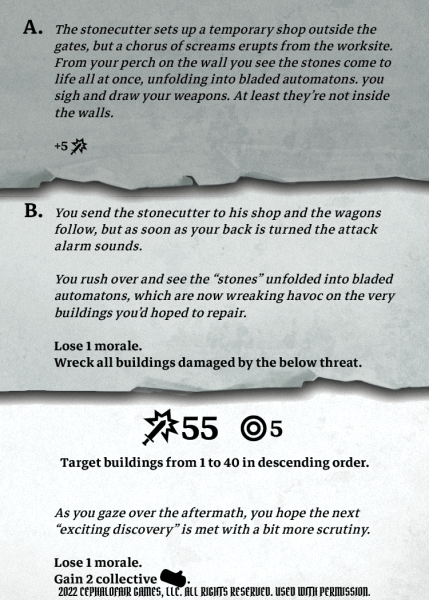 A. The stonecutter sets up a temporary shop outside the
gates, but a chorus of screams erupts from the worksite.
From your perch on the wall you see the stones come to
life all at once, unfolding into bladed automatons. you
sigh and draw your weapons. At least they're not inside
the walls.
+5
B. You send the stonecutter to his shop and the wagons
follow, but as soon as your back is turned the attack
alarm sounds.
You rush over and see the “stones” unfolded into bladed
automatons, which are now wreaking havoc on the very
buildings you'd hoped to repair.
Lose 1 morale.
Wreck all buildings damaged by the below threat.
55 5
Target buildings from 1 to 40 in descending order.
As you gaze over the aftermath, you hope the next
“exciting discovery” is met with a bit more scrutiny.
Lose 1 morale.
Gain 2 collective .
2022 CEPHALOFAIR GAMES, LLC. ALL RIGHTS RESERVED. USED WITH PERMISSION.